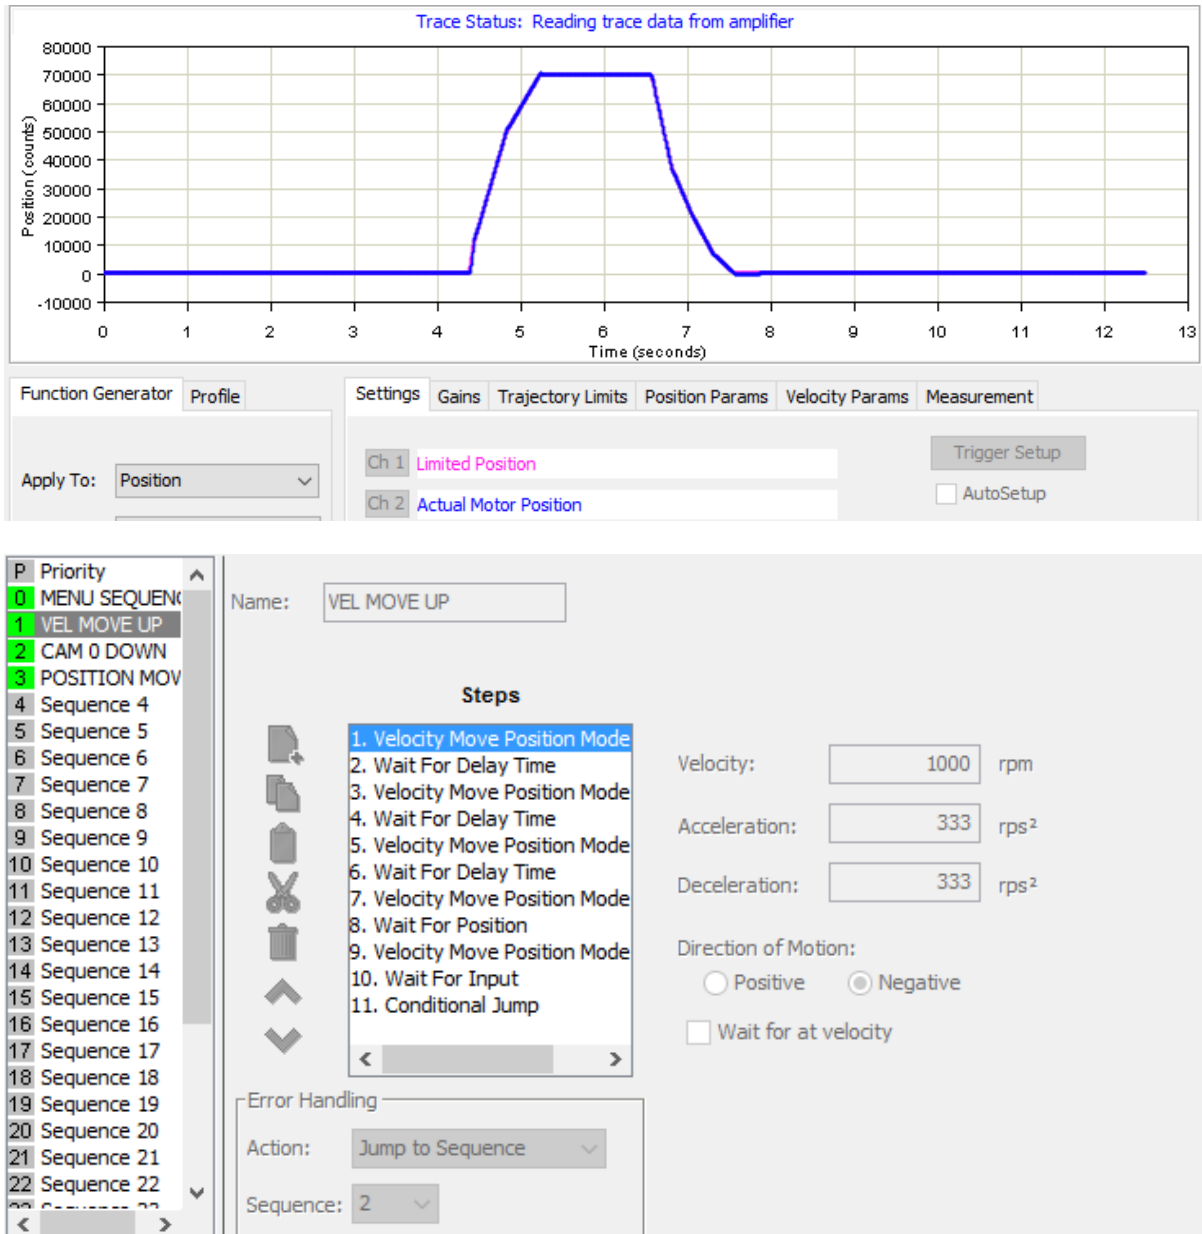 Trace Status: Reading trace data from amplifier
80000
70000
60000
50000
40000
30000
20000
10000
0
-10000
Position (counts)
0 1 2 3 4 5 6 7 8 9 10 11 12 13
Time (seconds)
Function Generator Profile
Settings Gains Trajectory Limits Position Params Velocity Params Measurement
Apply To: Position
Ch 1 Limited Position
Ch 2 Actual Motor Position
Trigger Setup
AutoSetup
P Priority
0 MENU SEQUEN
1 VEL MOVE UP
2 CAM 0 DOWN
3 POSITION MOV
4 Sequence 4
5 Sequence 5
6 Sequence 6
7 Sequence 7
8 Sequence 8
9 Sequence 9
10 Sequence 10
11 Sequence 11
12 Sequence 12
13 Sequence 13
14 Sequence 14
15 Sequence 15
16 Sequence 16
17 Sequence 17
18 Sequence 18
19 Sequence 19
20 Sequence 20
21 Sequence 21
22 Sequence 22
Name: VEL MOVE UP
Steps
1. Velocity Move Position Mode
2. Wait For Delay Time
3. Velocity Move Position Mode
4. Wait For Delay Time
5. Velocity Move Position Mode
6. Wait For Delay Time
7. Velocity Move Position Mode
8. Wait For Position
9. Velocity Move Position Mode
10. Wait For Input
11. Conditional Jump
Velocity: 1000 rpm
Acceleration: 333 rps²
Deceleration: 333 rps²
Direction of Motion:
Positive Negative
Wait for at velocity
Error Handling
Action: Jump to Sequence
Sequence: 2